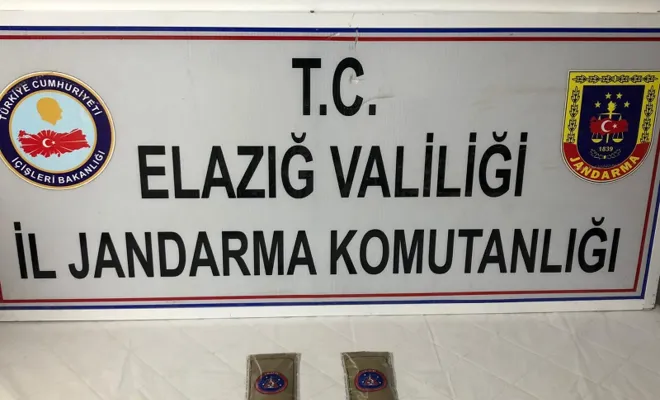 T.C.
ELAZIĞ VALİLİĞİ
İL JANDARMA KOMUTANLIĞI
TÜRKİYE CUMHURİYETİ
İÇİŞLERİ BAKANLIĞI
1839
JANDARMA